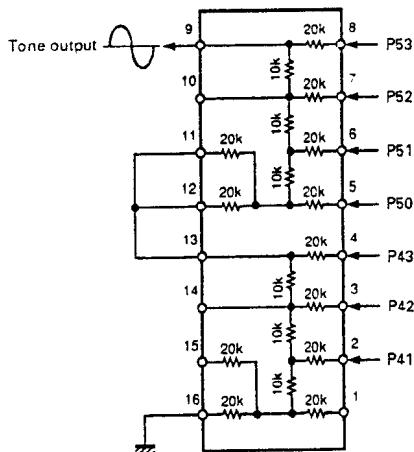 9 20k 8 P53
Tone output
10k
10 20k 7 P52
10k
11 20k 20k 6 P51
10k
12 20k 20k 5 P50
13 20k 4 P43
10k
14 20k 3 P42
10k
15 20k 20k 2 P41
10k
16 20k 20k 1